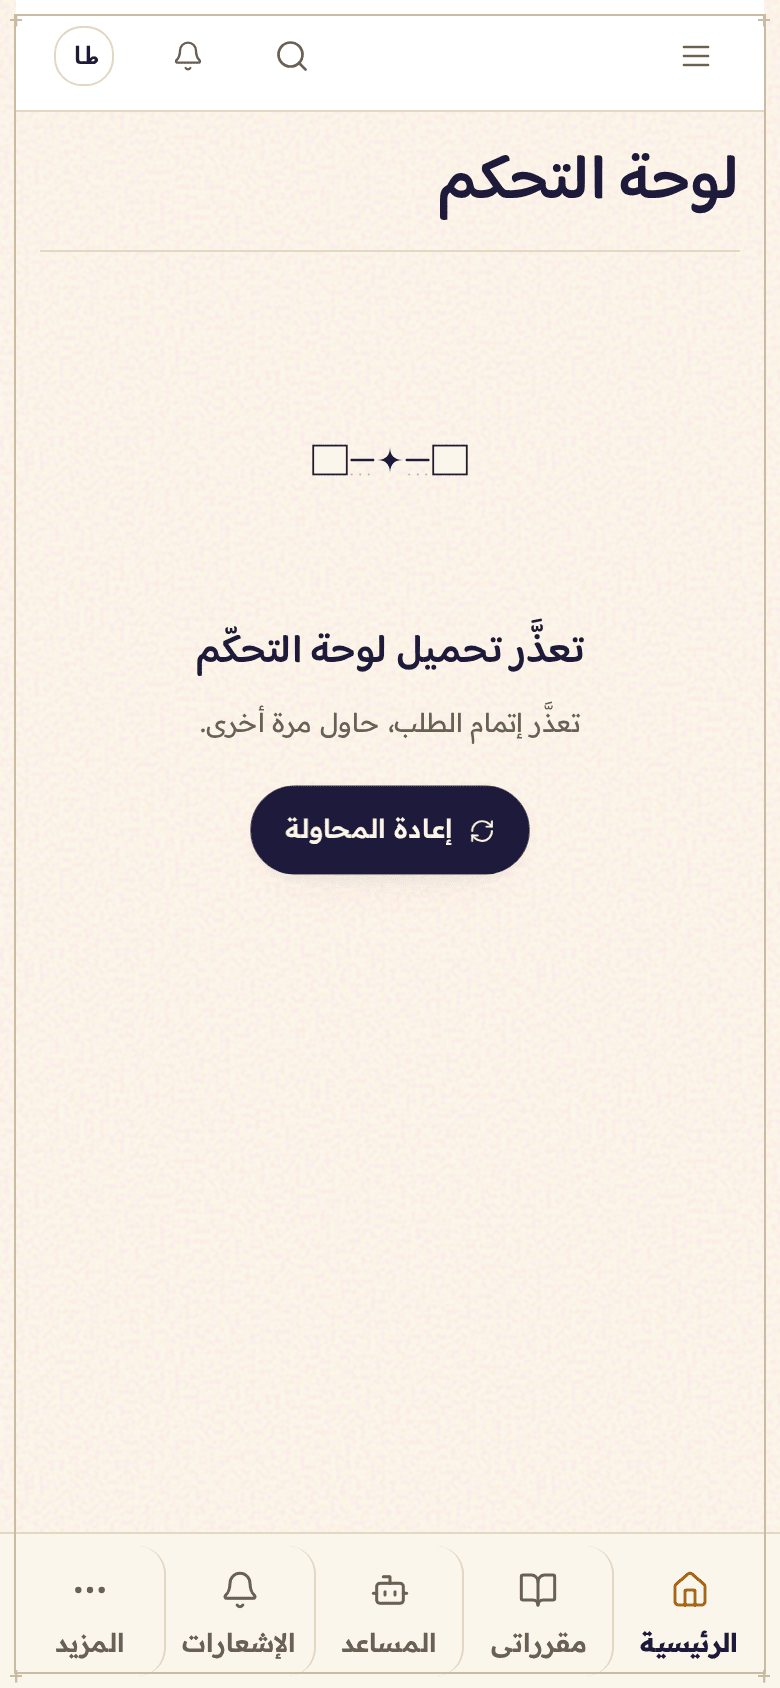 طا
لوحة التحكم
□—✦—□
تعذَّر تحميل لوحة التحكّم
تعذَّر إتمام الطلب، حاول مرة أخرى.
إعادة المحاولة
الرئيسية
مقرراتى
المساعد
الإشعارات
المزيد